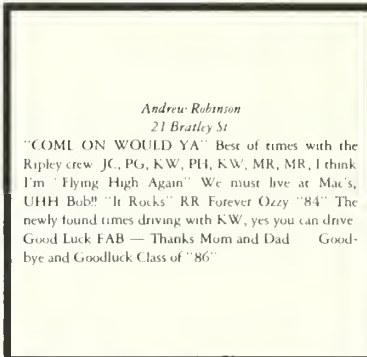 Andrew Robinson
21 Bratley St
"COME ON WOULD YA" Best of times with the
Ripley crew JC, PG, KW, PH, KW, MR, MR, I think
I'm "Flying High Again" We must live at Mac's,
UHH Bob!! "It Rocks" RR Forever Ozzy "84" The
newly found times driving with KW, yes you can drive
Good Luck FAB — Thanks Mom and Dad Good-
bye and Goodluck Class of "86"